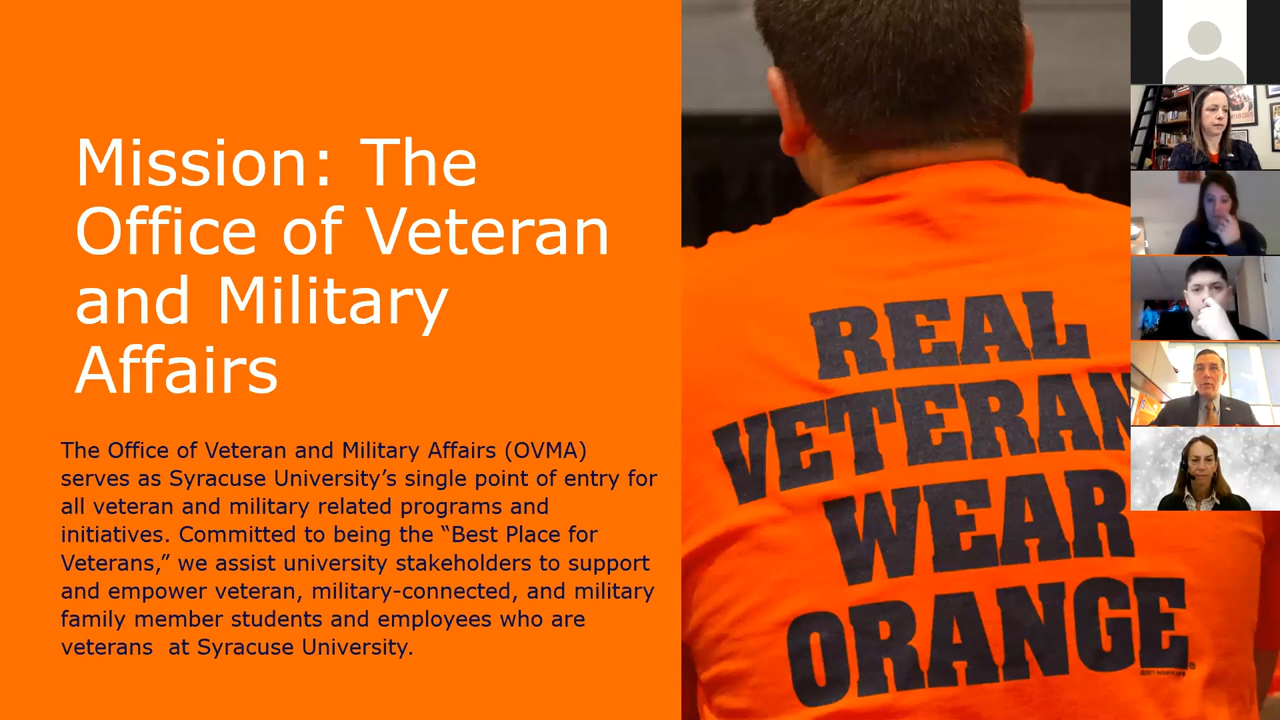 Mission: The
Office of Veteran
and Military
Affairs
The Office of Veteran and Military Affairs (OVMA)
serves as Syracuse University’s single point of entry for
all veteran and military related programs and
initiatives. Committed to being the “Best Place for
Veterans,” we assist university stakeholders to support
and empower veteran, military-connected, and military
family member students and employees who are
veterans  at Syracuse University.
REAL
VETERAN
WEAR
ORANGE